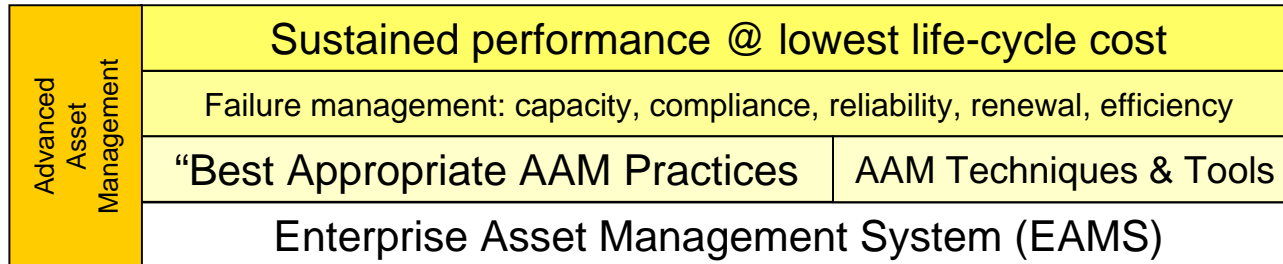 Advanced
Asset
Management
Sustained performance @ lowest life-cycle cost
Failure management: capacity, compliance, reliability, renewal, efficiency
“Best Appropriate AAM Practices
AAM Techniques & Tools
Enterprise Asset Management System (EAMS)